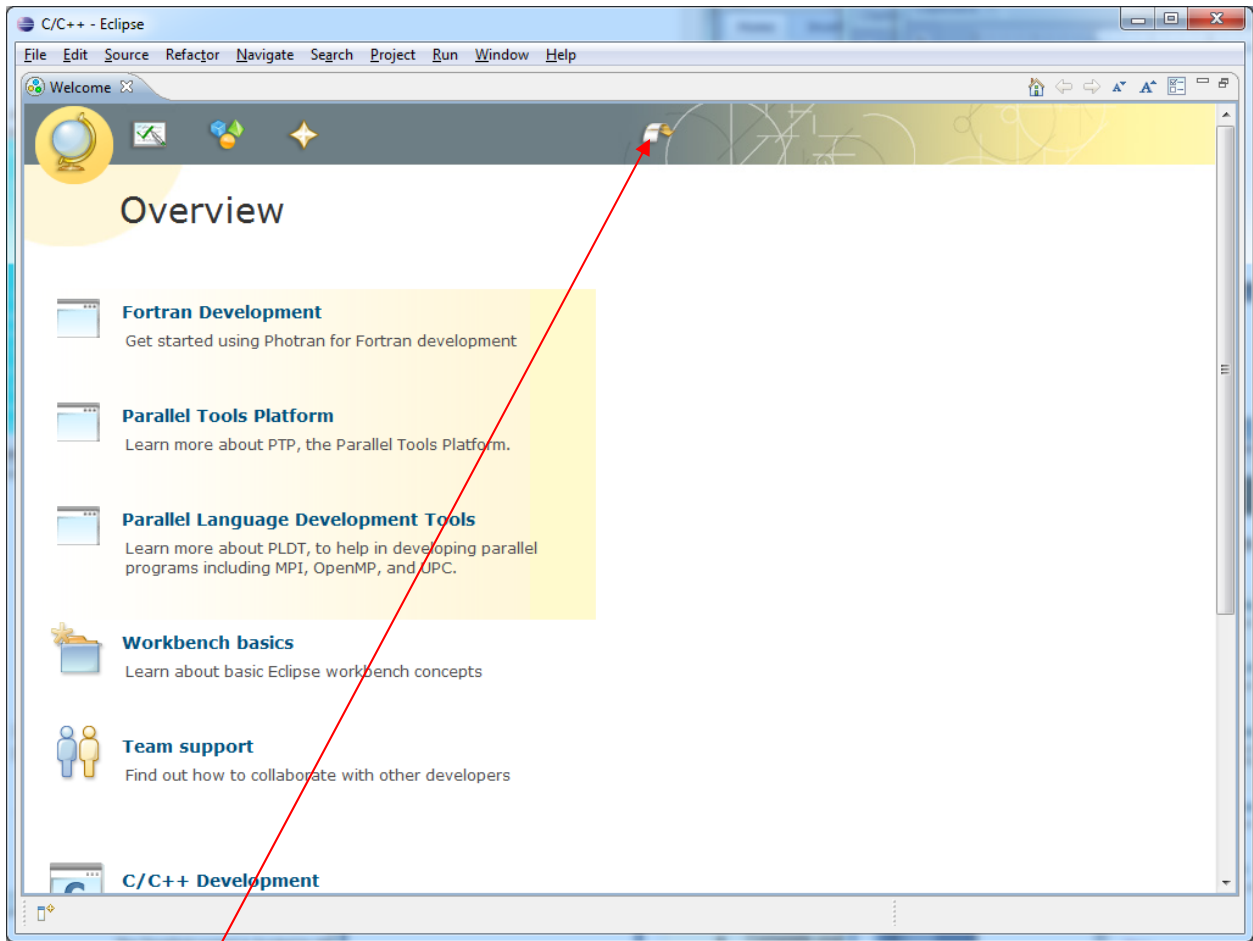 C/C++ - Eclipse
File Edit Source Refactor Navigate Search Project Run Window Help
Welcome
Overview
Fortran Development
Get started using Photran for Fortran development
Parallel Tools Platform
Learn more about PTP, the Parallel Tools Platform.
Parallel Language Development Tools
Learn more about PLDT, to help in developing parallel
programs including MPI, OpenMP, and UPC.
Workbench basics
Learn about basic Eclipse workbench concepts
Team support
Find out how to collaborate with other developers
C/C++ Development